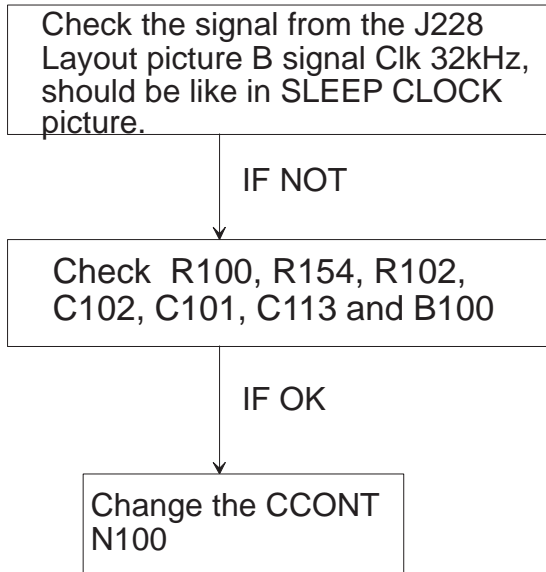 Check the signal from the J228
Layout picture B signal Clk 32kHz,
should be like in SLEEP CLOCK
picture.
IF NOT
Check R100, R154, R102,
C102, C101, C113 and B100
IF OK
Change the CCONT
N100